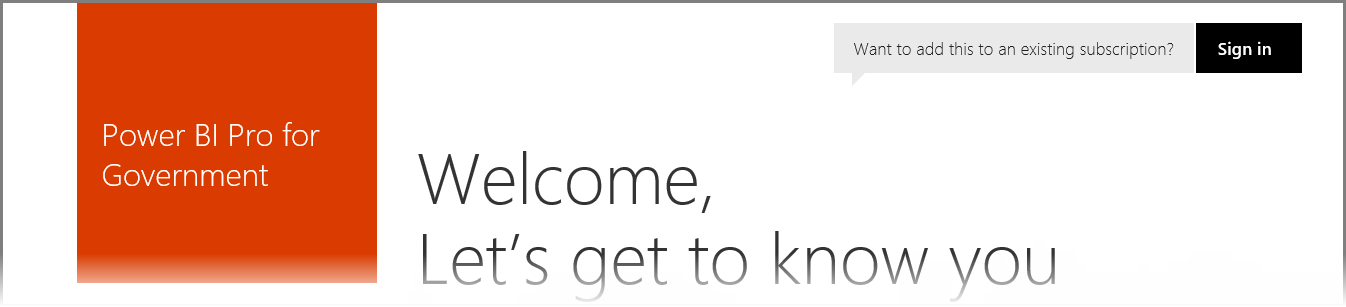 Want to add this to an existing subscription?
Sign in
Power BI Pro for
Government
Welcome,
Let's get to know you